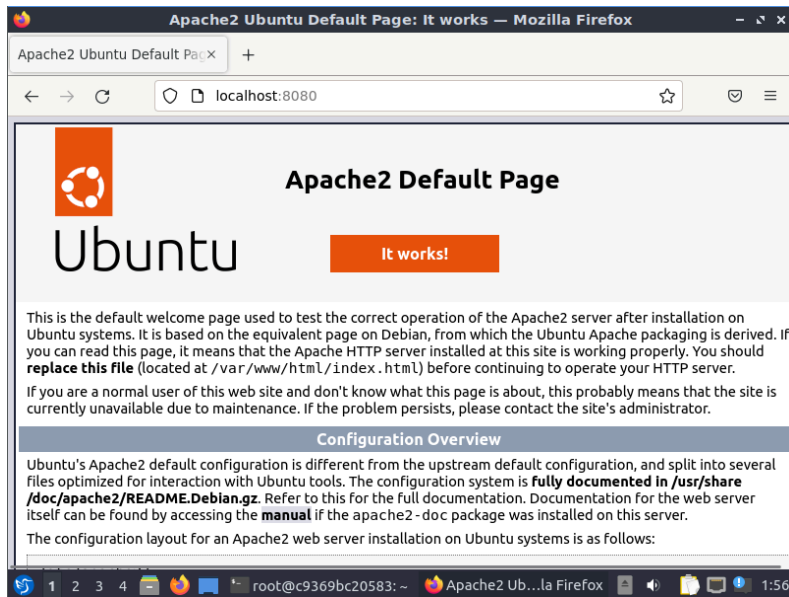 Apache2 Ubuntu Default Page: It works — Mozilla Firefox
Apache2 Ubuntu Default Pag
localhost:8080
Apache2 Default Page
Ubuntu
It works!
This is the default welcome page used to test the correct operation of the Apache2 server after installation on
Ubuntu systems. It is based on the equivalent page on Debian, from which the Ubuntu Apache packaging is derived. If
you can read this page, it means that the Apache HTTP server installed at this site is working properly. You should
replace this file (located at /var/www/html/index.html) before continuing to operate your HTTP server.
If you are a normal user of this web site and don't know what this page is about, this probably means that the site is
currently unavailable due to maintenance. If the problem persists, please contact the site's administrator.
Configuration Overview
Ubuntu's Apache2 default configuration is different from the upstream default configuration, and split into several
files optimized for interaction with Ubuntu tools. The configuration system is fully documented in /usr/share
/doc/apache2/README.Debian.gz. Refer to this for the full documentation. Documentation for the web server
itself can be found by accessing the manual if the apache2-doc package was installed on this server.
The configuration layout for an Apache2 web server installation on Ubuntu systems is as follows:
1 2 3 4 root@c9369bc20583: ~ Apache2 Ub...la Firefox 1:56